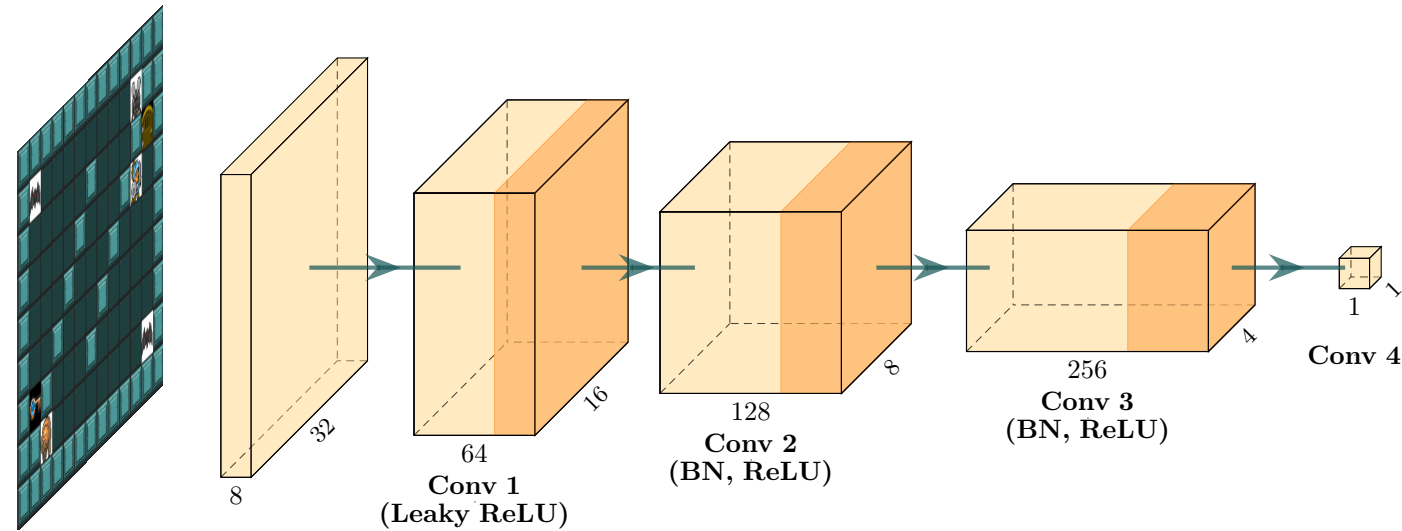 8
32
64
16
Conv 1
(Leaky ReLU)
128
8
Conv 2
(BN, ReLU)
256
4
Conv 3
(BN, ReLU)
1
1
Conv 4